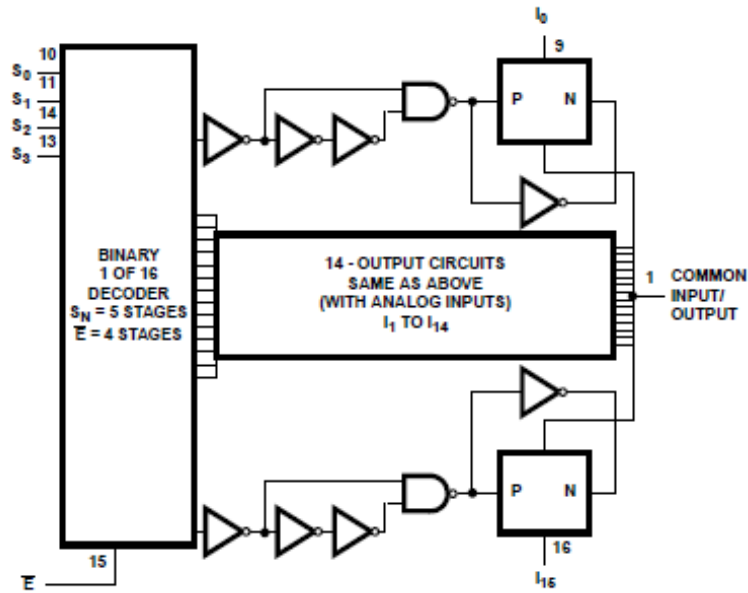 I0
9
10
S0
11
S1
14
S2
13
S3
P N
BINARY
1 OF 16
DECODER
SN = 5 STAGES
E̅ = 4 STAGES
14 - OUTPUT CIRCUITS
SAME AS ABOVE
(WITH ANALOG INPUTS)
I1 TO I14
1 COMMON
INPUT/
OUTPUT
P N
15
E̅
16
I15